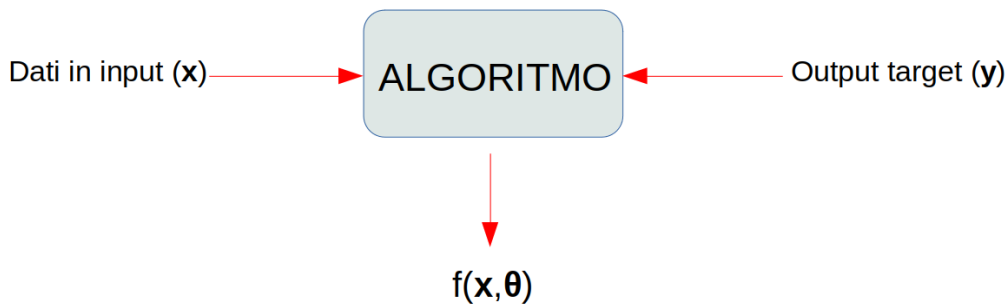 Dati in input (x)
ALGORITMO
Output target (y)
f(x,θ)